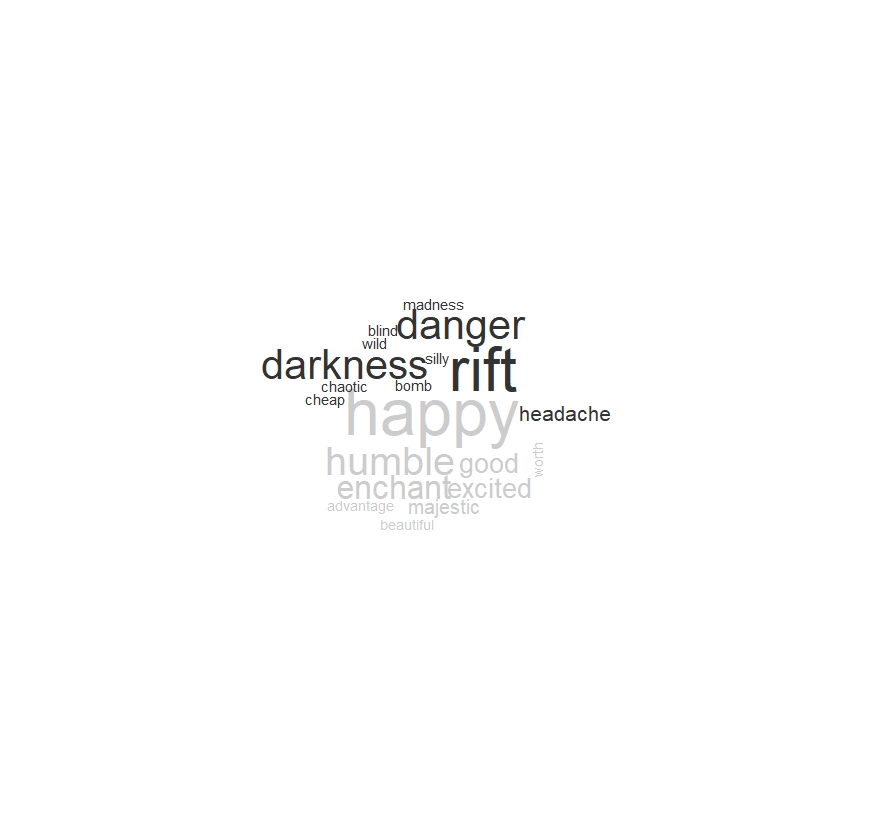 madness
danger
blind
wild
darkness
silly
rift
chaotic
bomb
cheap
happy
headache
humble
good
worth
enchant
excited
advantage
majestic
beautiful